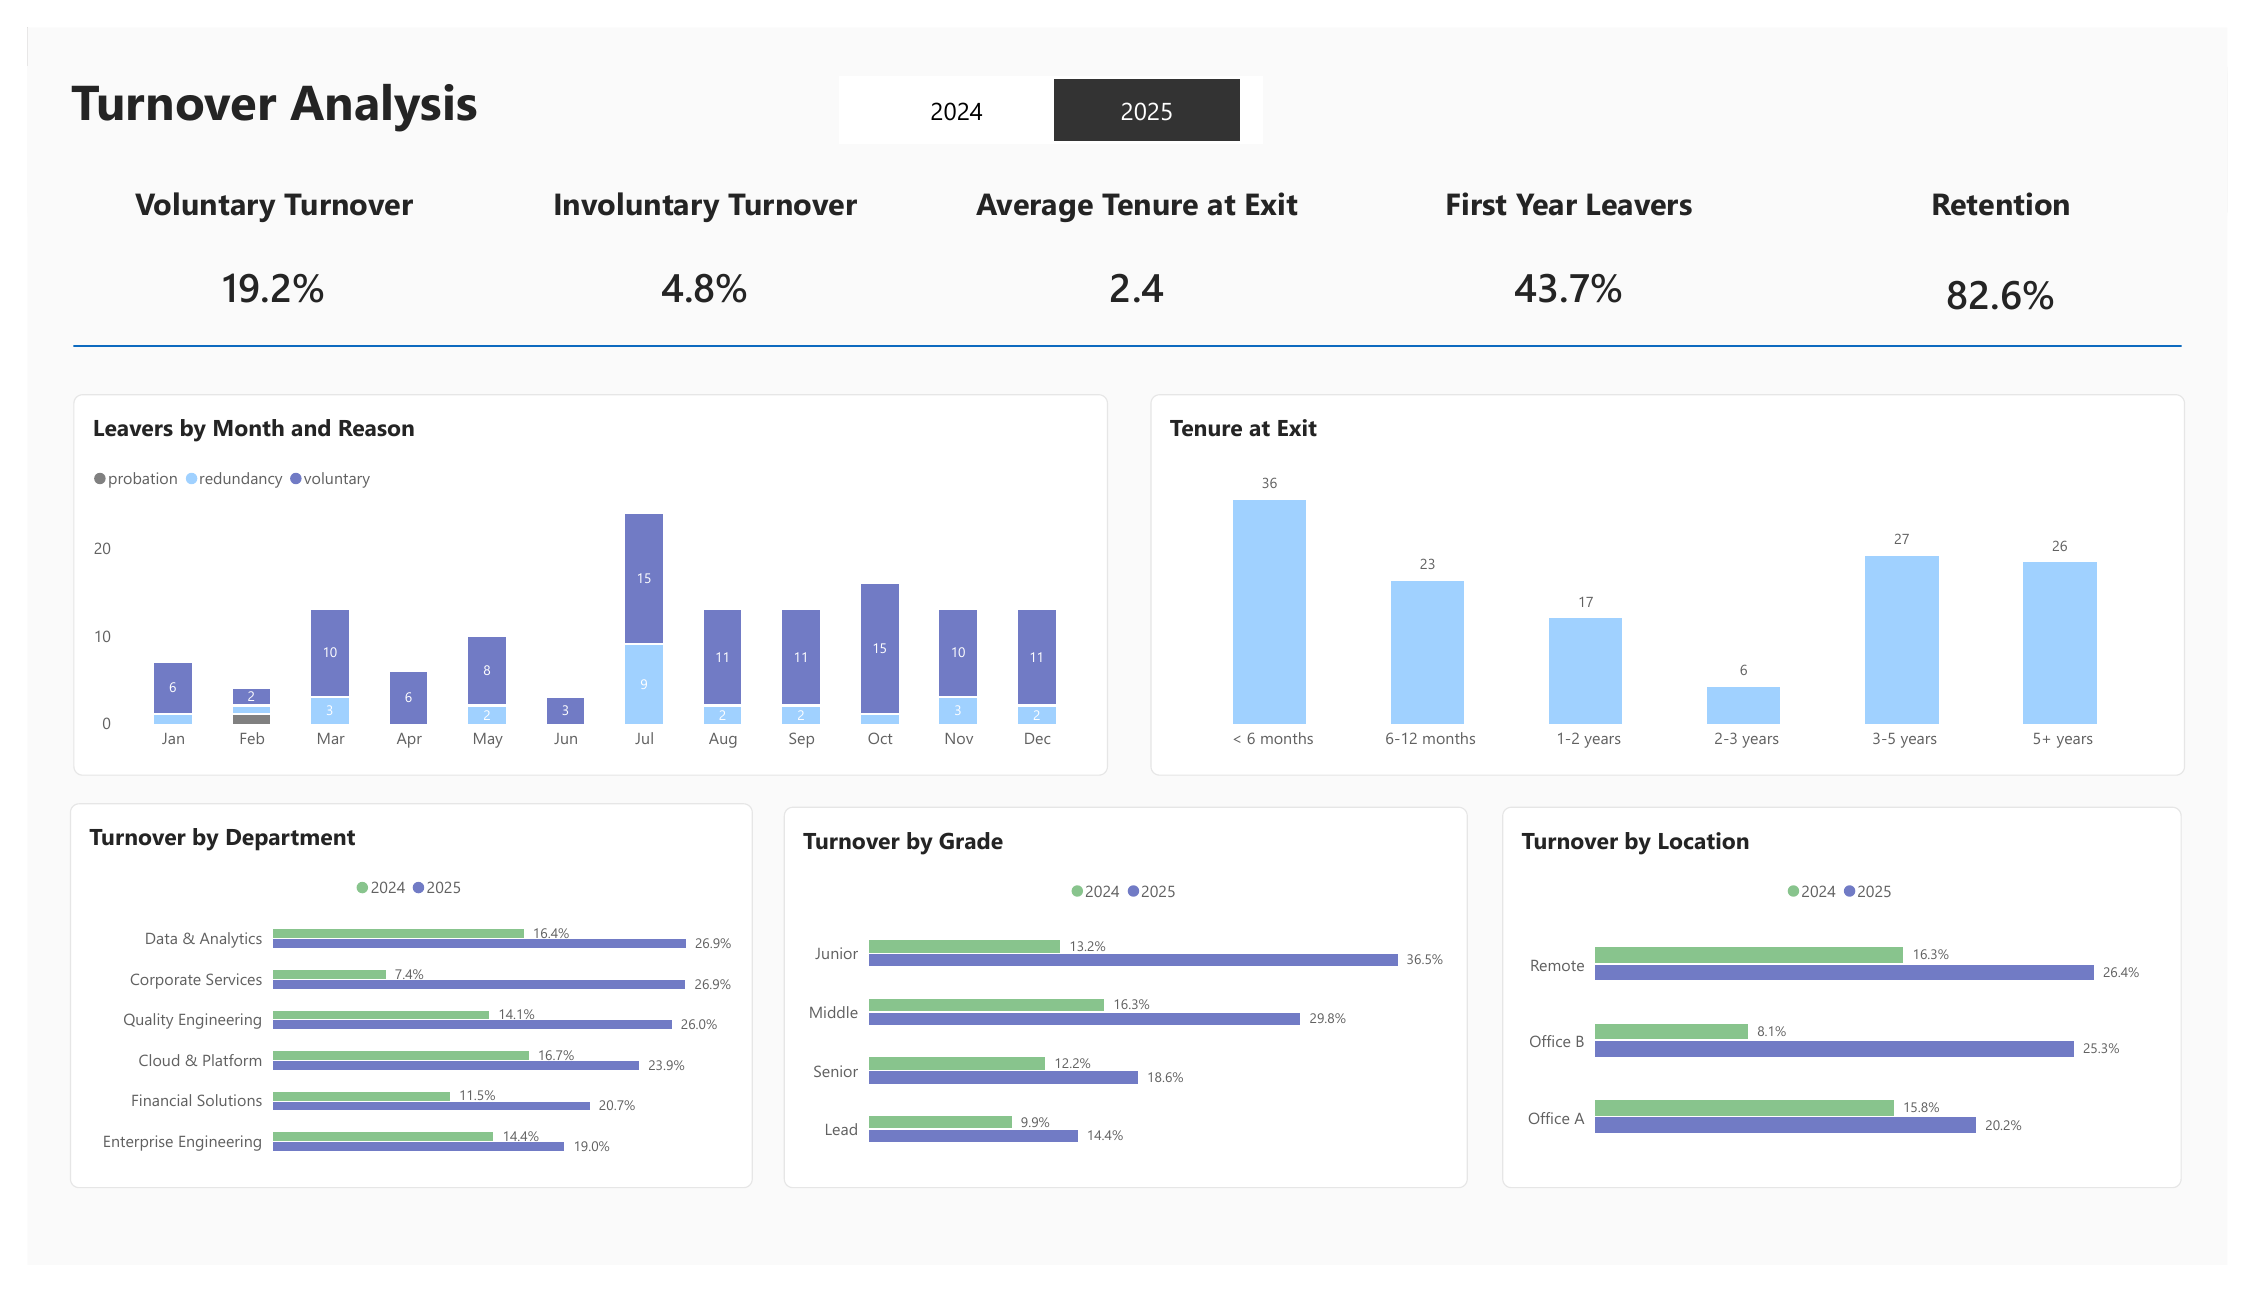 Turnover Analysis
2024 2025
Voluntary Turnover Involuntary Turnover Average Tenure at Exit First Year Leavers Retention
19.2% 4.8% 2.4 43.7% 82.6%
Leavers by Month and Reason
probation redundancy voluntary
20
10
0
6 2 10 6 8 3 15 11 11 15 10 11
3 2 9 2 2 3 2
Jan Feb Mar Apr May Jun Jul Aug Sep Oct Nov Dec
Tenure at Exit
36 23 17 6 27 26
< 6 months 6-12 months 1-2 years 2-3 years 3-5 years 5+ years
Turnover by Department
2024 2025
Data & Analytics 16.4% 26.9%
Corporate Services 7.4% 26.9%
Quality Engineering 14.1% 26.0%
Cloud & Platform 16.7% 23.9%
Financial Solutions 11.5% 20.7%
Enterprise Engineering 14.4% 19.0%
Turnover by Grade
2024 2025
Junior 13.2% 36.5%
Middle 16.3% 29.8%
Senior 12.2% 18.6%
Lead 9.9% 14.4%
Turnover by Location
2024 2025
Remote 16.3% 26.4%
Office B 8.1% 25.3%
Office A 15.8% 20.2%